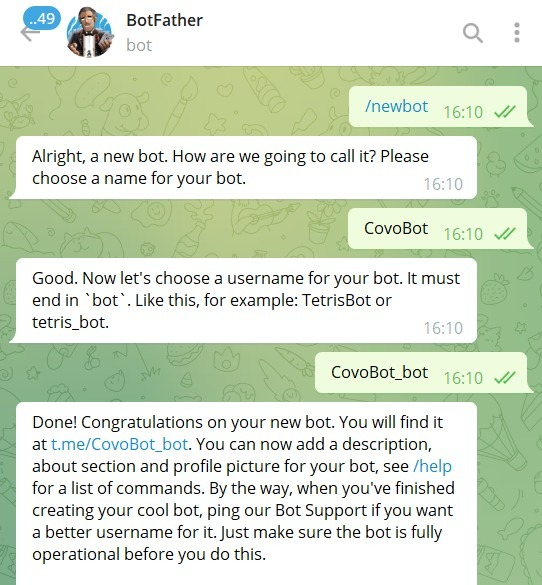 ..49
BotFather
bot
/newbot 16:10
Alright, a new bot. How are we going to call it? Please
choose a name for your bot.
16:10
CovoBot 16:10
Good. Now let's choose a username for your bot. It must
end in `bot`. Like this, for example: TetrisBot or
tetris_bot.
16:10
CovoBot_bot 16:10
Done! Congratulations on your new bot. You will find it
at t.me/CovoBot_bot. You can now add a description,
about section and profile picture for your bot, see /help
for a list of commands. By the way, when you've finished
creating your cool bot, ping our Bot Support if you want
a better username for it. Just make sure the bot is fully
operational before you do this.